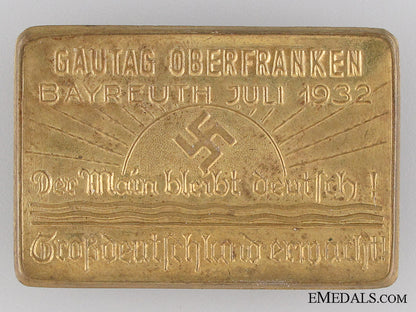 GAUTAG OBERFRANKEN
BAYREUTH JULI 1932
Der Main bleibt deutsch!
Großdeutschland erwacht!
EMEDALS.COM